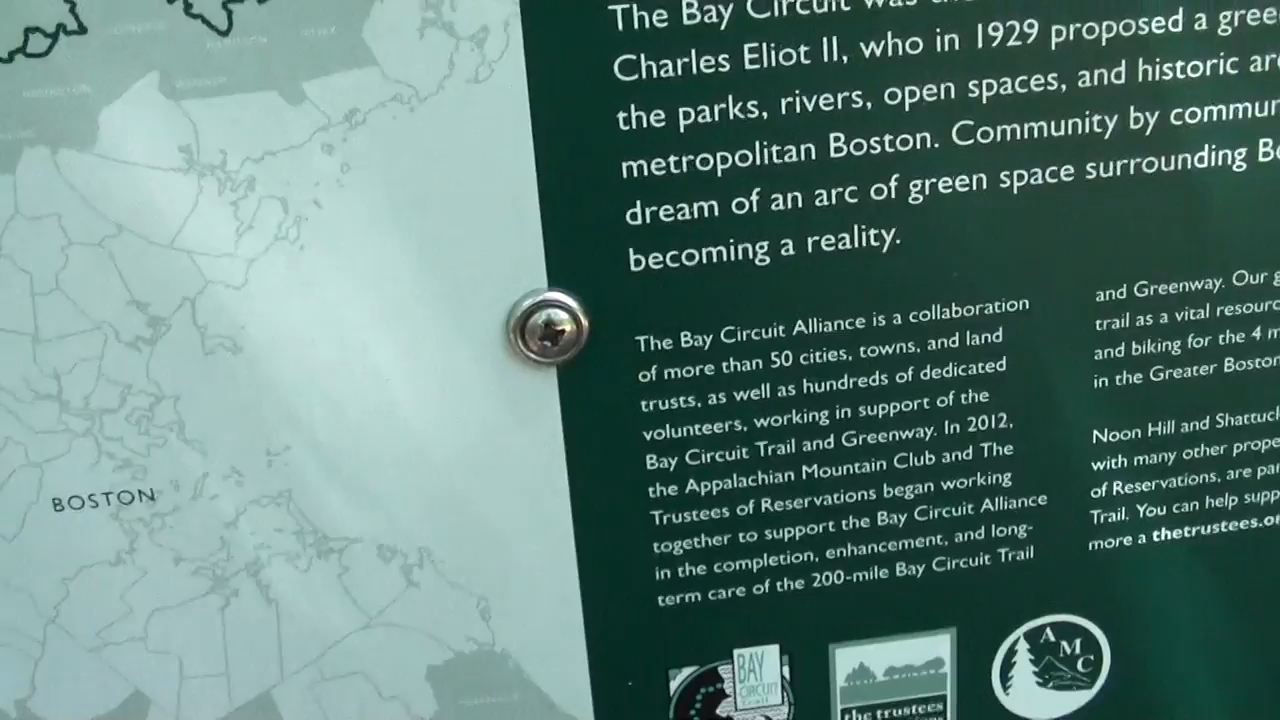 The Bay Circuit was
Charles Eliot II, who in 1929 proposed a gree
the parks, rivers, open spaces, and historic
metropolitan Boston. Community by commun
dream of an arc of green space surrounding
becoming a reality.
The Bay Circuit Alliance is a collaboration
of more than 50 cities, towns, and land
trusts, as well as hundreds of dedicated
volunteers, working in support of the
Bay Circuit Trail and Greenway. In 2012,
the Appalachian Mountain Club and The
Trustees of Reservations began working
together to support the Bay Circuit Alliance
in the completion, enhancement, and long-
term care of the 200-mile Bay Circuit Trail
and Greenway. Our g
trail as a vital resourc
and biking for the 4 m
in the Greater Boston
Noon Hill and Shattuck
with many other prope
of Reservations, are par
Trail. You can help supp
more a thetrustees.or
BOSTON
BAY
CIRCUIT
Trail
the trustees
AMC